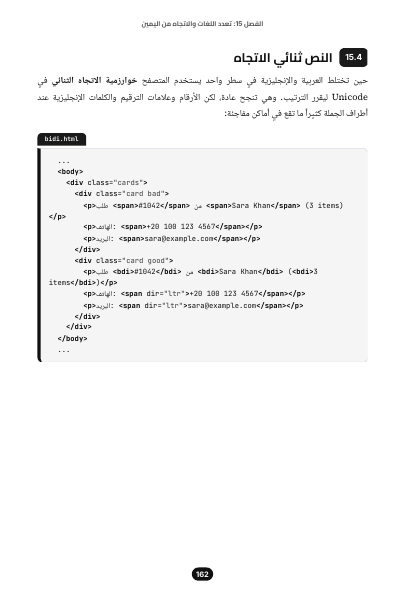 الفصل 15: تعدد اللغات والاتجاه من اليمين
15.4 النص ثنائي الاتجاه
حين تختلط العربية والإنجليزية في سطر واحد يستخدم المتصفح خوارزمية الاتجاه الثنائي في
Unicode ليقرر الترتيب. وهي تنجح عادة، لكن الأرقام وعلامات الترقيم والكلمات الإنجليزية عند
أطراف الجملة كثيراً ما تقع في أماكن مفاجئة:
bidi.html
...
<body>
<div class="cards">
<div class="card bad">
<p>طلب <span>#1042</span> من <span>Sara Khan</span> (3 items)
</p>
<p>الهاتف: <span>+20 100 123 4567</span></p>
<p>البريد: <span>sara@example.com</span></p>
</div>
<div class="card good">
<p>طلب <bdi>#1042</bdi> من <bdi>Sara Khan</bdi> (<bdi>3
items</bdi>)</p>
<p>الهاتف: <span dir="ltr">+20 100 123 4567</span></p>
<p>البريد: <span dir="ltr">sara@example.com</span></p>
</div>
</div>
</body>
...
162